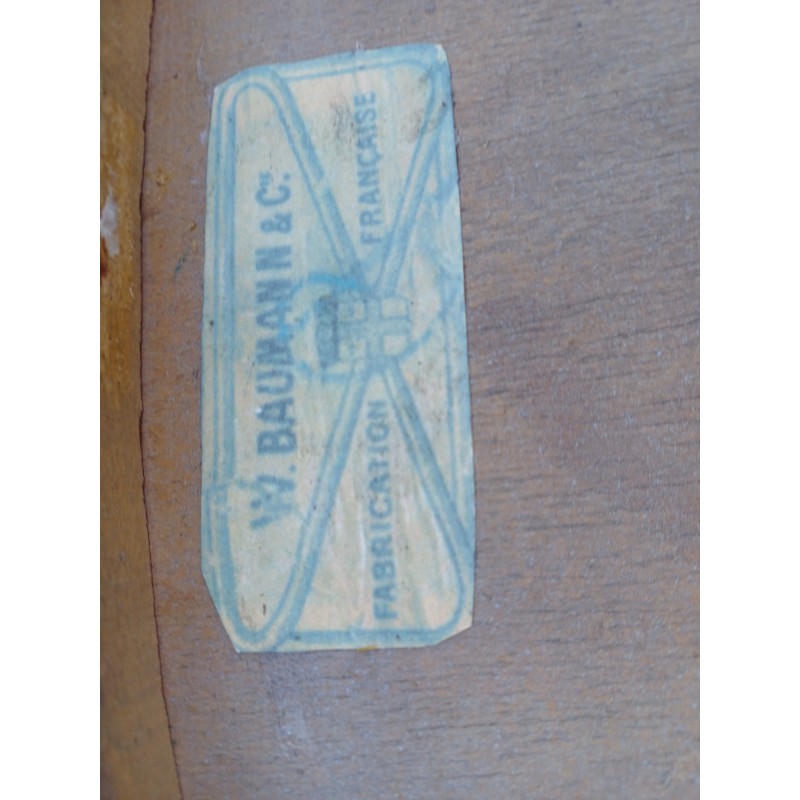 W. BAUMANN & Cie.
FABRICATION FRANÇAISE